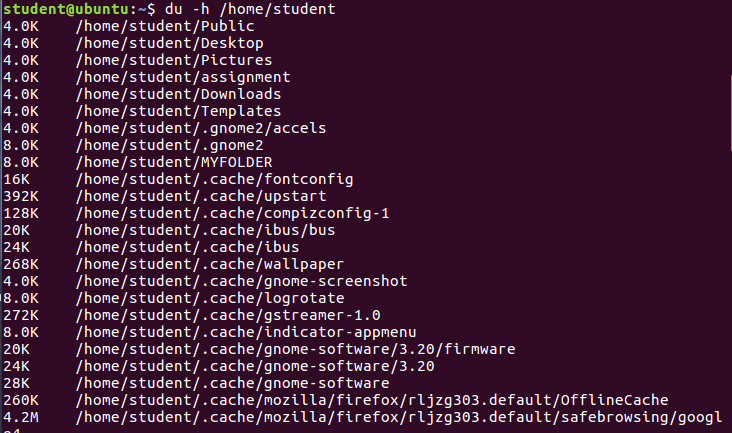 student@ubuntu:~$ du -h /home/student
4.0K    /home/student/Public
4.0K    /home/student/Desktop
4.0K    /home/student/Pictures
4.0K    /home/student/assignment
4.0K    /home/student/Downloads
4.0K    /home/student/Templates
4.0K    /home/student/.gnome2/accels
8.0K    /home/student/.gnome2
8.0K    /home/student/MYFOLDER
16K     /home/student/.cache/fontconfig
392K    /home/student/.cache/upstart
128K    /home/student/.cache/compizconfig-1
20K     /home/student/.cache/ibus/bus
24K     /home/student/.cache/ibus
268K    /home/student/.cache/wallpaper
4.0K    /home/student/.cache/gnome-screenshot
8.0K    /home/student/.cache/logrotate
272K    /home/student/.cache/gstreamer-1.0
8.0K    /home/student/.cache/indicator-appmenu
20K     /home/student/.cache/gnome-software/3.20/firmware
24K     /home/student/.cache/gnome-software/3.20
28K     /home/student/.cache/gnome-software
260K    /home/student/.cache/mozilla/firefox/rljzg303.default/OfflineCache
4.2M    /home/student/.cache/mozilla/firefox/rljzg303.default/safebrowsing/googl
e4